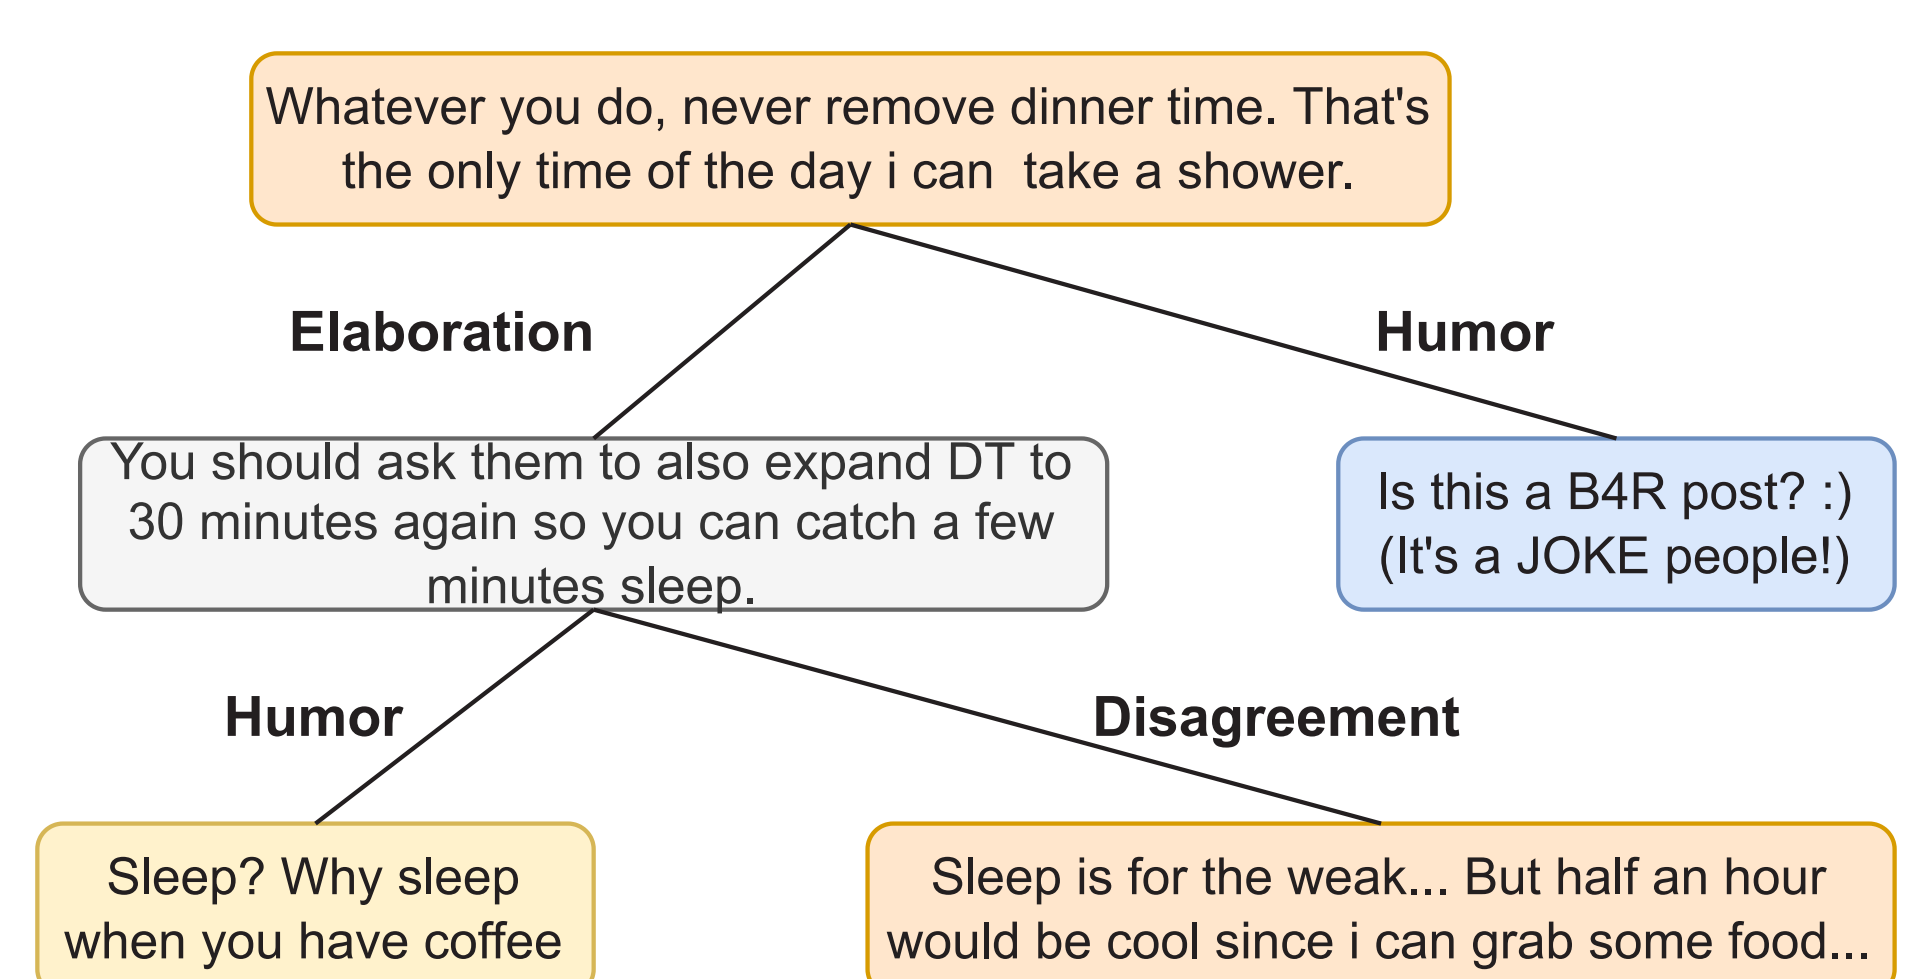 Whatever you do, never remove dinner time. That's
the only time of the day i can  take a shower.
Elaboration
Humor
You should ask them to also expand DT to
30 minutes again so you can catch a few
minutes sleep.
Is this a B4R post? :)
(It's a JOKE people!)
Humor
Disagreement
Sleep? Why sleep
when you have coffee
Sleep is for the weak... But half an hour
would be cool since i can grab some food...